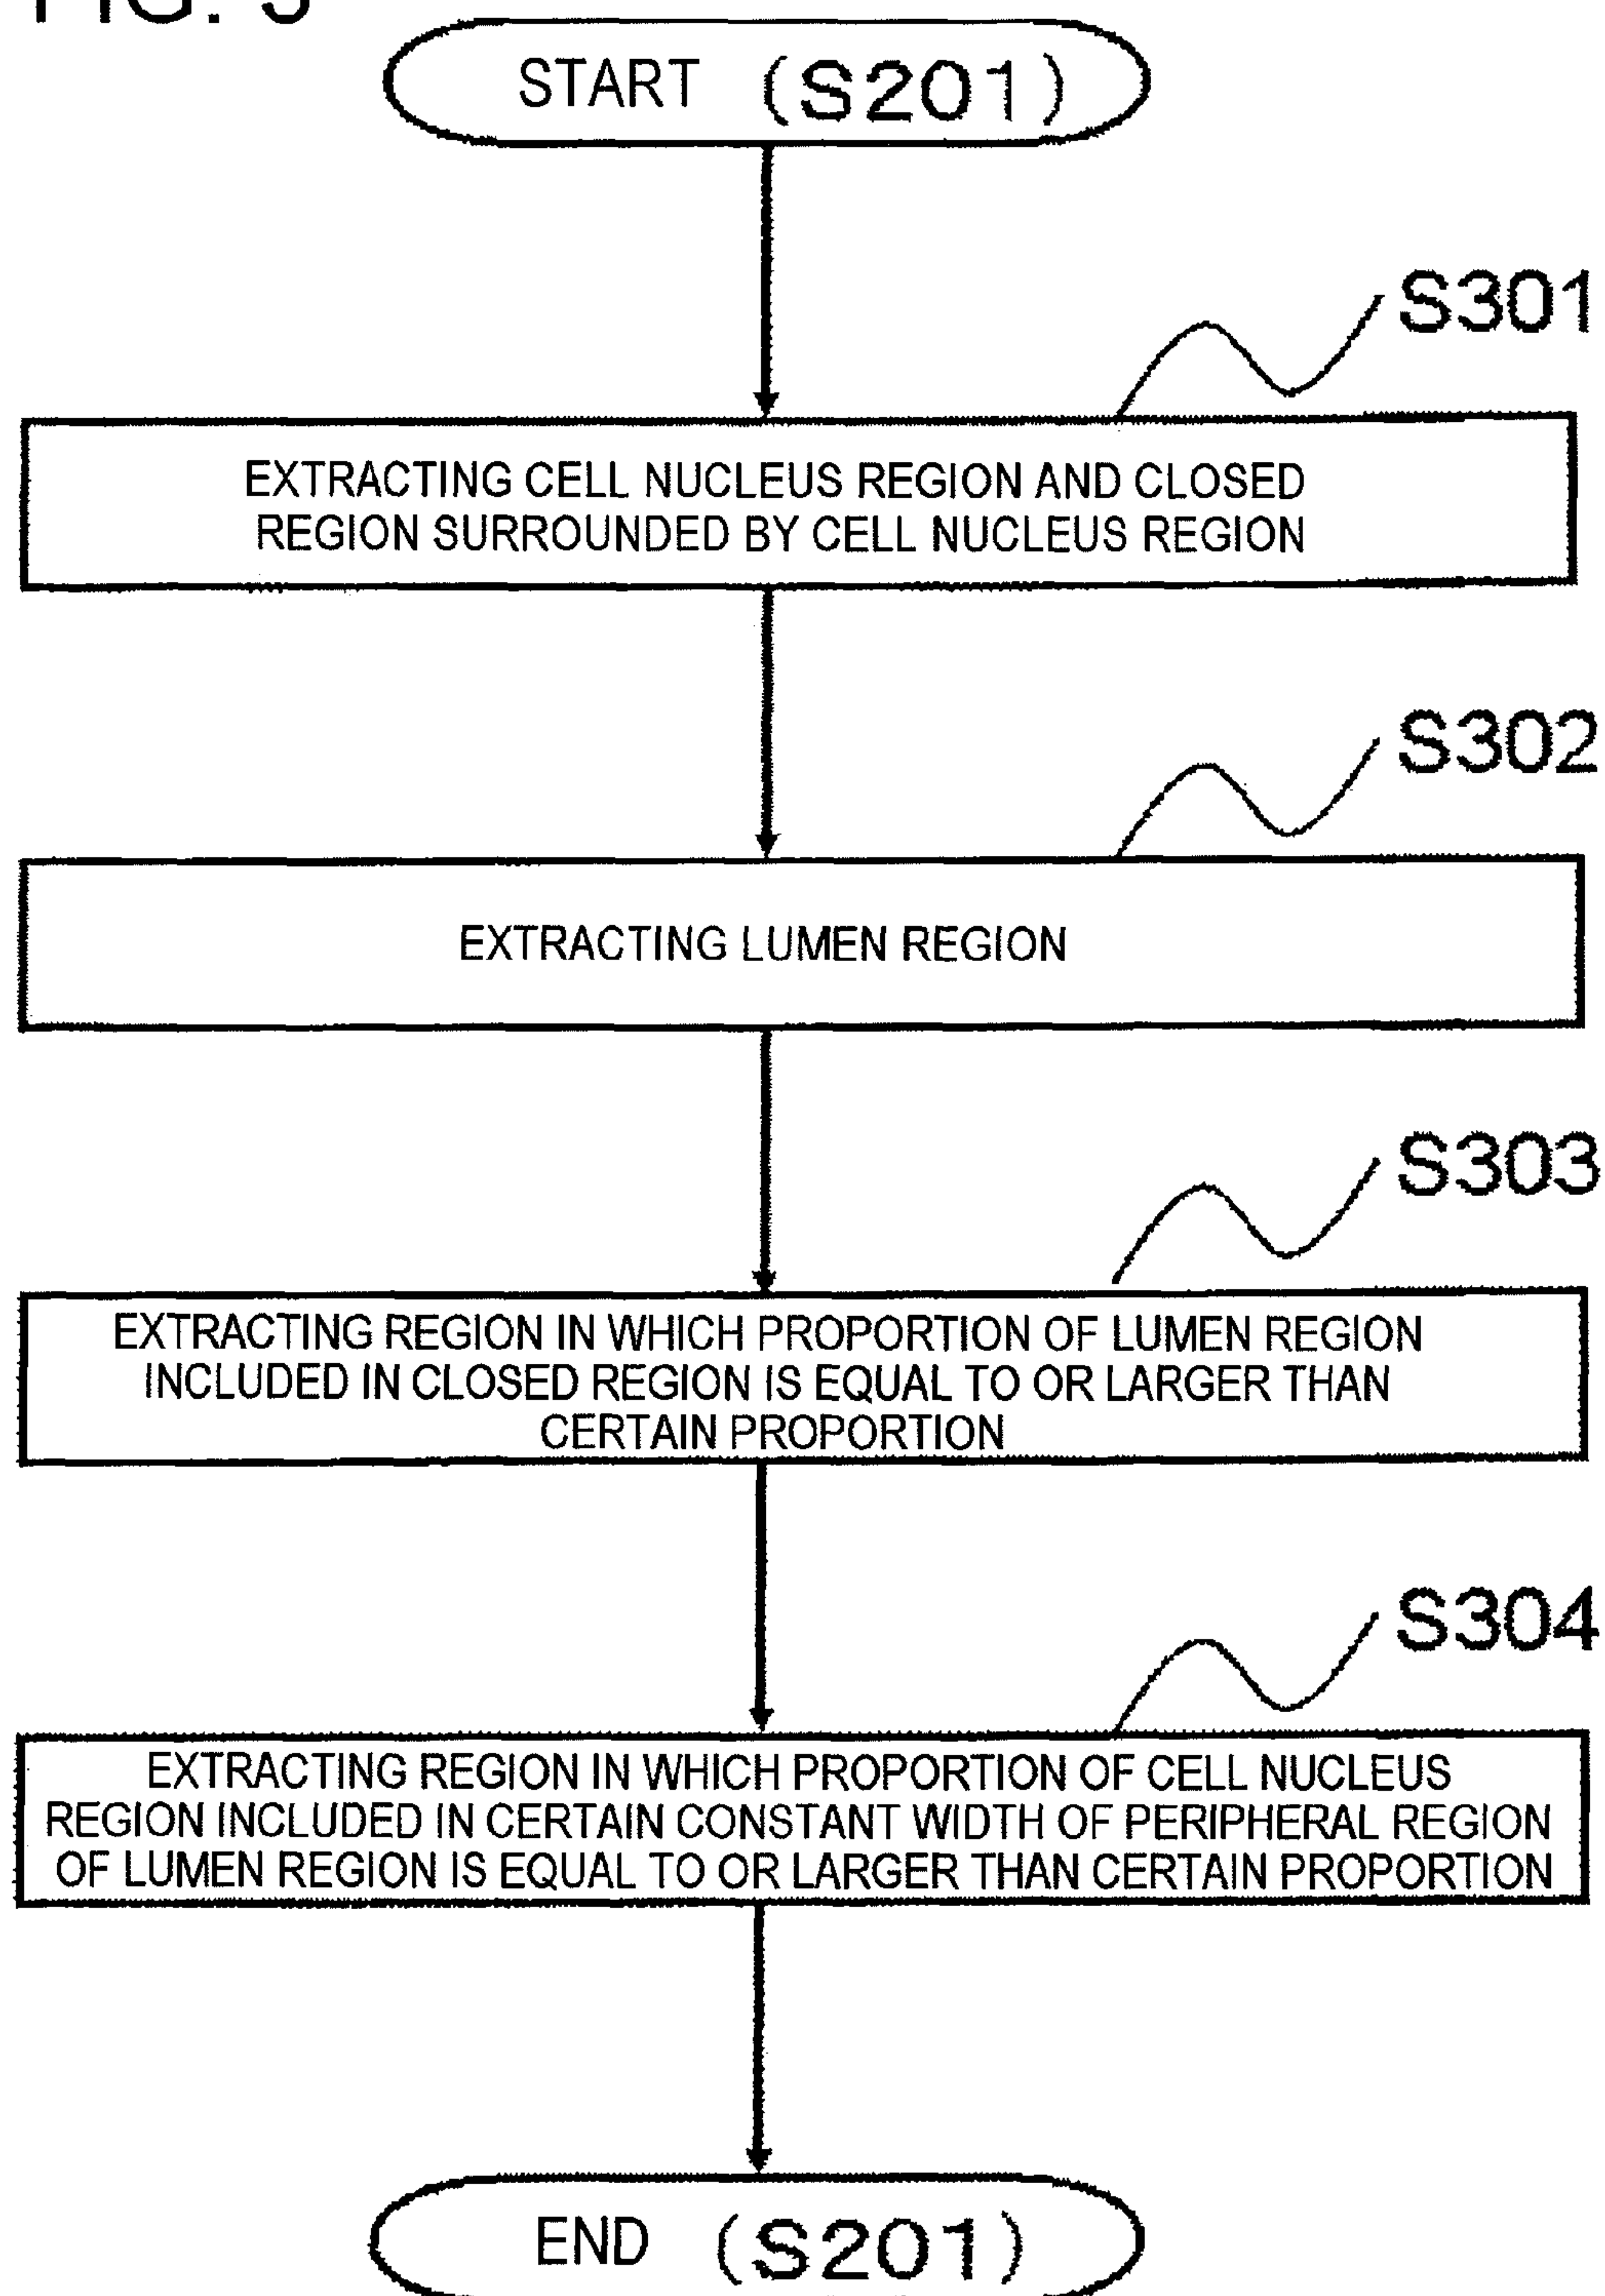 FIG.
START (S201)
S301
EXTRACTING CELL NUCLEUS REGION AND CLOSED
REGION SURROUNDED BY CELL NUCLEUS REGION
S302
EXTRACTING LUMEN REGION
S303
EXTRACTING REGION IN WHICH PROPORTION OF LUMEN REGION
INCLUDED IN CLOSED REGION IS EQUAL TO OR LARGER THAN
CERTAIN PROPORTION
S304
EXTRACTING REGION IN WHICH PROPORTION OF CELL NUCLEUS
REGION INCLUDED IN CERTAIN CONSTANT WIDTH OF PERIPHERAL REGION
OF LUMEN REGION IS EQUAL TO OR LARGER THAN CERTAIN PROPORTION
END (S201)